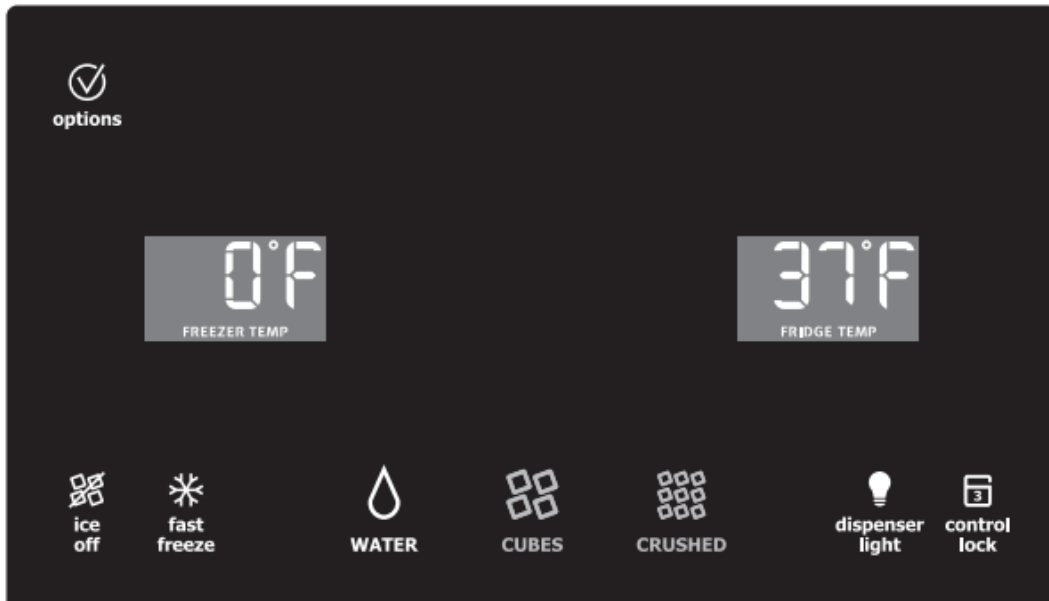 options
0°F
FREEZER TEMP
37°F
FRIDGE TEMP
ice
off
fast
freeze
WATER
CUBES
CRUSHED
dispenser
light
3
control
lock